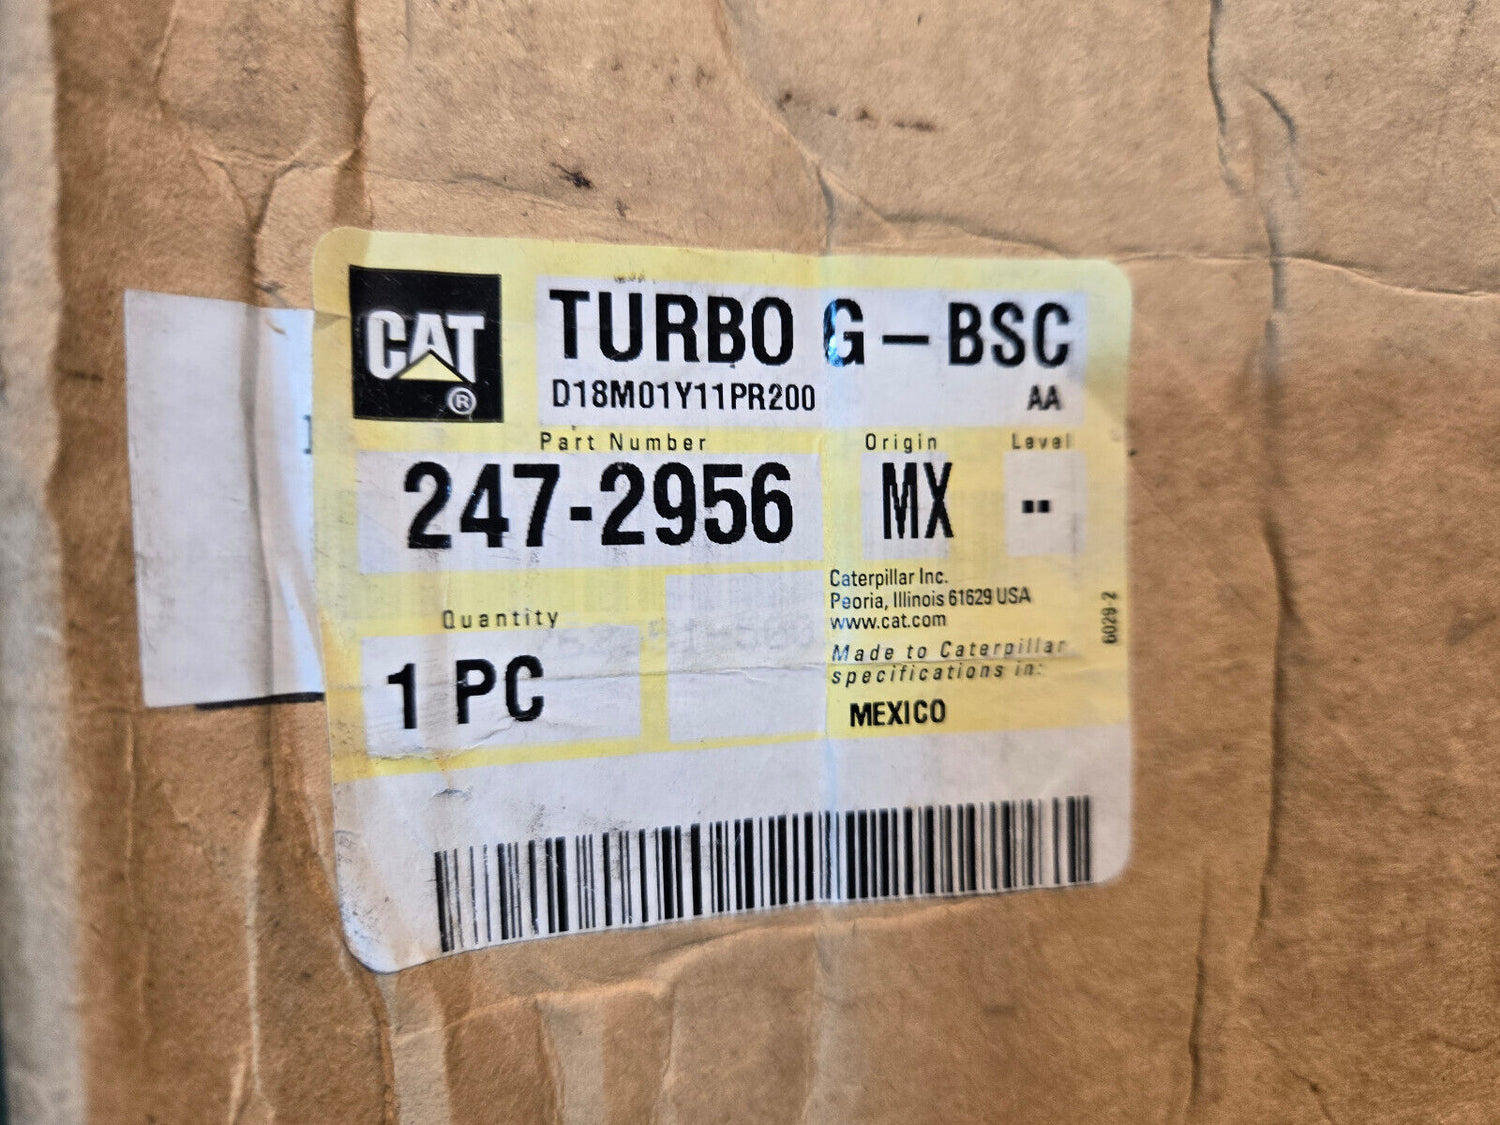 CAT
®
TURBO G-BSC
D18M01Y11PR200 AA
Part Number Origin Level
247-2956 MX --
Caterpillar Inc.
Peoria, Illinois 61629 USA
www.cat.com
6029-2
Quantity
1 PC
Made to Caterpillar
specifications in:
MEXICO